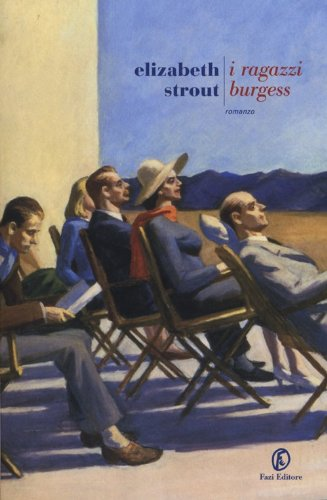 elizabeth
strout
i ragazzi
burgess
romanzo
Fazi Editore